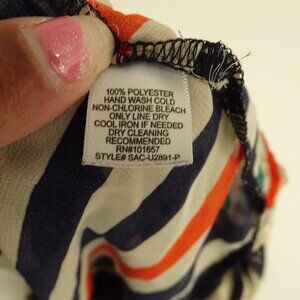 100% POLYESTER
HAND WASH COLD
NON-CHLORINE BLEACH
ONLY LINE DRY
COOL IRON IF NEEDED
DRY CLEANING
RECOMMENDED
RN#101657
STYLE# SAC-U2891-P